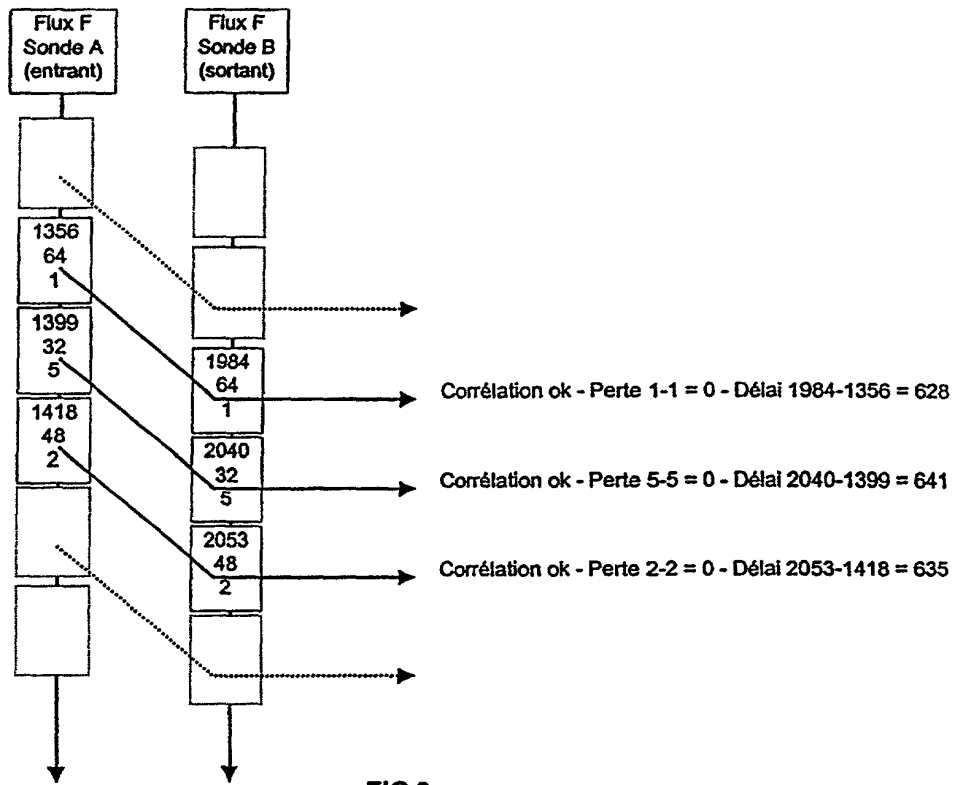 Flux F
Sonde A
(entrant)
Flux F
Sonde B
(sortant)
1356
64
1
1399
32
5
1418
48
2
1984
64
1
Corrélation ok - Perte 1-1 = 0 - Délai 1984-1356 = 628
2040
32
5
Corrélation ok - Perte 5-5 = 0 - Délai 2040-1399 = 641
2053
48
2
Corrélation ok - Perte 2-2 = 0 - Délai 2053-1418 = 635